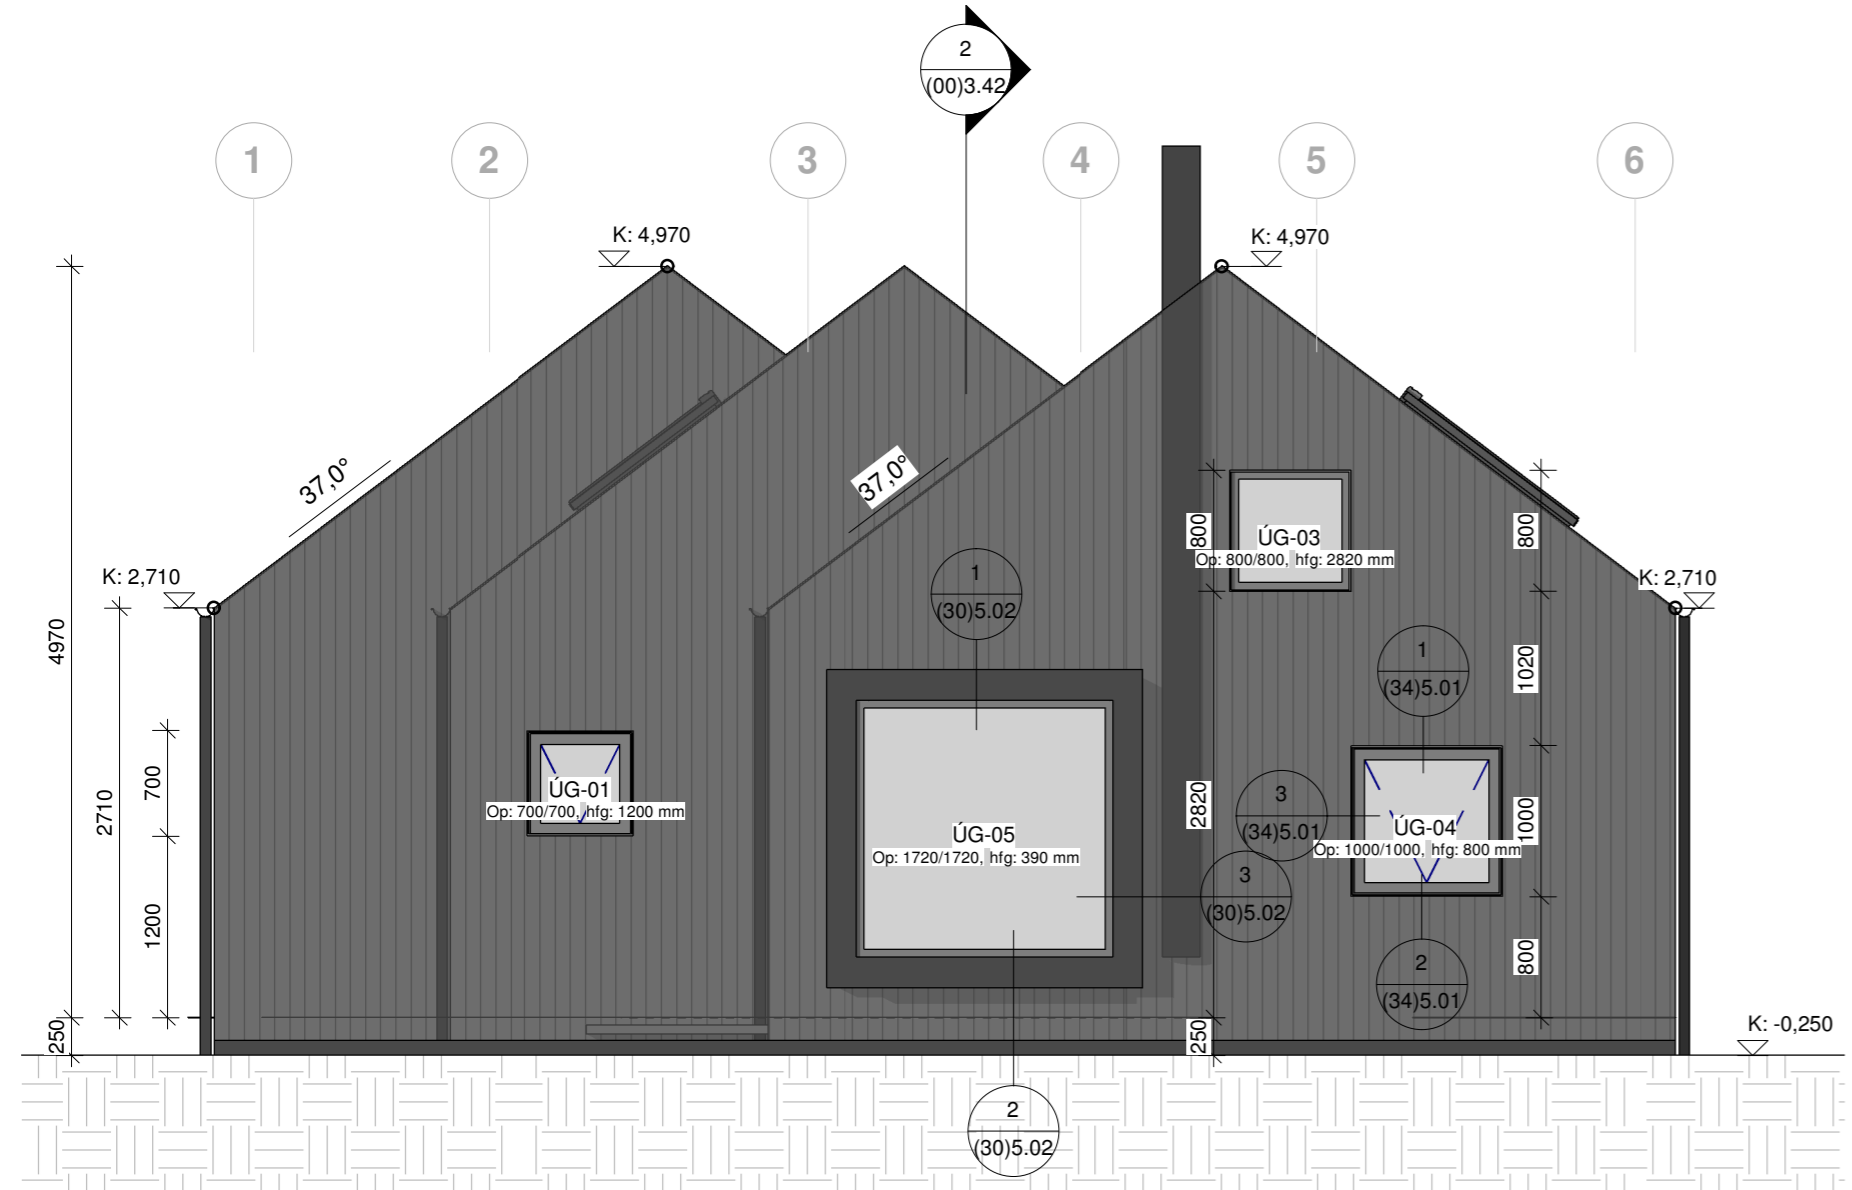 2
(00)3.42
1
2
3
4
5
6
K: 4,970
K: 4,970
37,0°
37,0°
K: 2,710
K: 2,710
4970
2710
700
1200
250
800
2820
250
800
1020
1000
800
ÚG-03
Op: 800/800, hfg: 2820 mm
1
(30)5.02
1
(34)5.01
ÚG-01
Op: 700/700, hfg: 1200 mm
ÚG-05
Op: 1720/1720, hfg: 390 mm
3
(34)5.01
ÚG-04
Op: 1000/1000, hfg: 800 mm
3
(30)5.02
2
(34)5.01
K: -0,250
2
(30)5.02